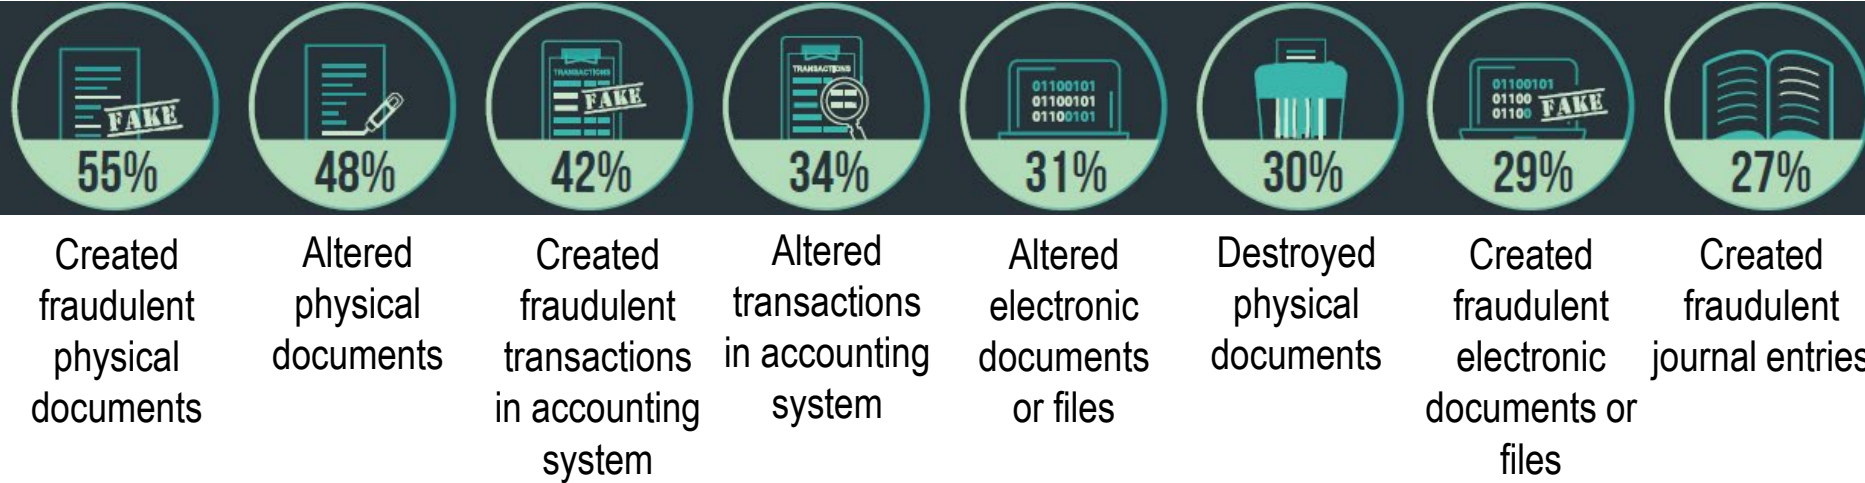 FAKE
55%
Created
fraudulent
physical
documents
48%
Altered
physical
documents
TRANSACTIONS
FAKE
42%
Created
fraudulent
transactions
in accounting
system
TRANSACTIONS
34%
Altered
transactions
in accounting
system
01100101
01100101
01100101
31%
Altered
electronic
documents
or files
30%
Destroyed
physical
documents
01100101
01100
01100
FAKE
29%
Created
fraudulent
electronic
documents or
files
27%
Created
fraudulent
journal entries